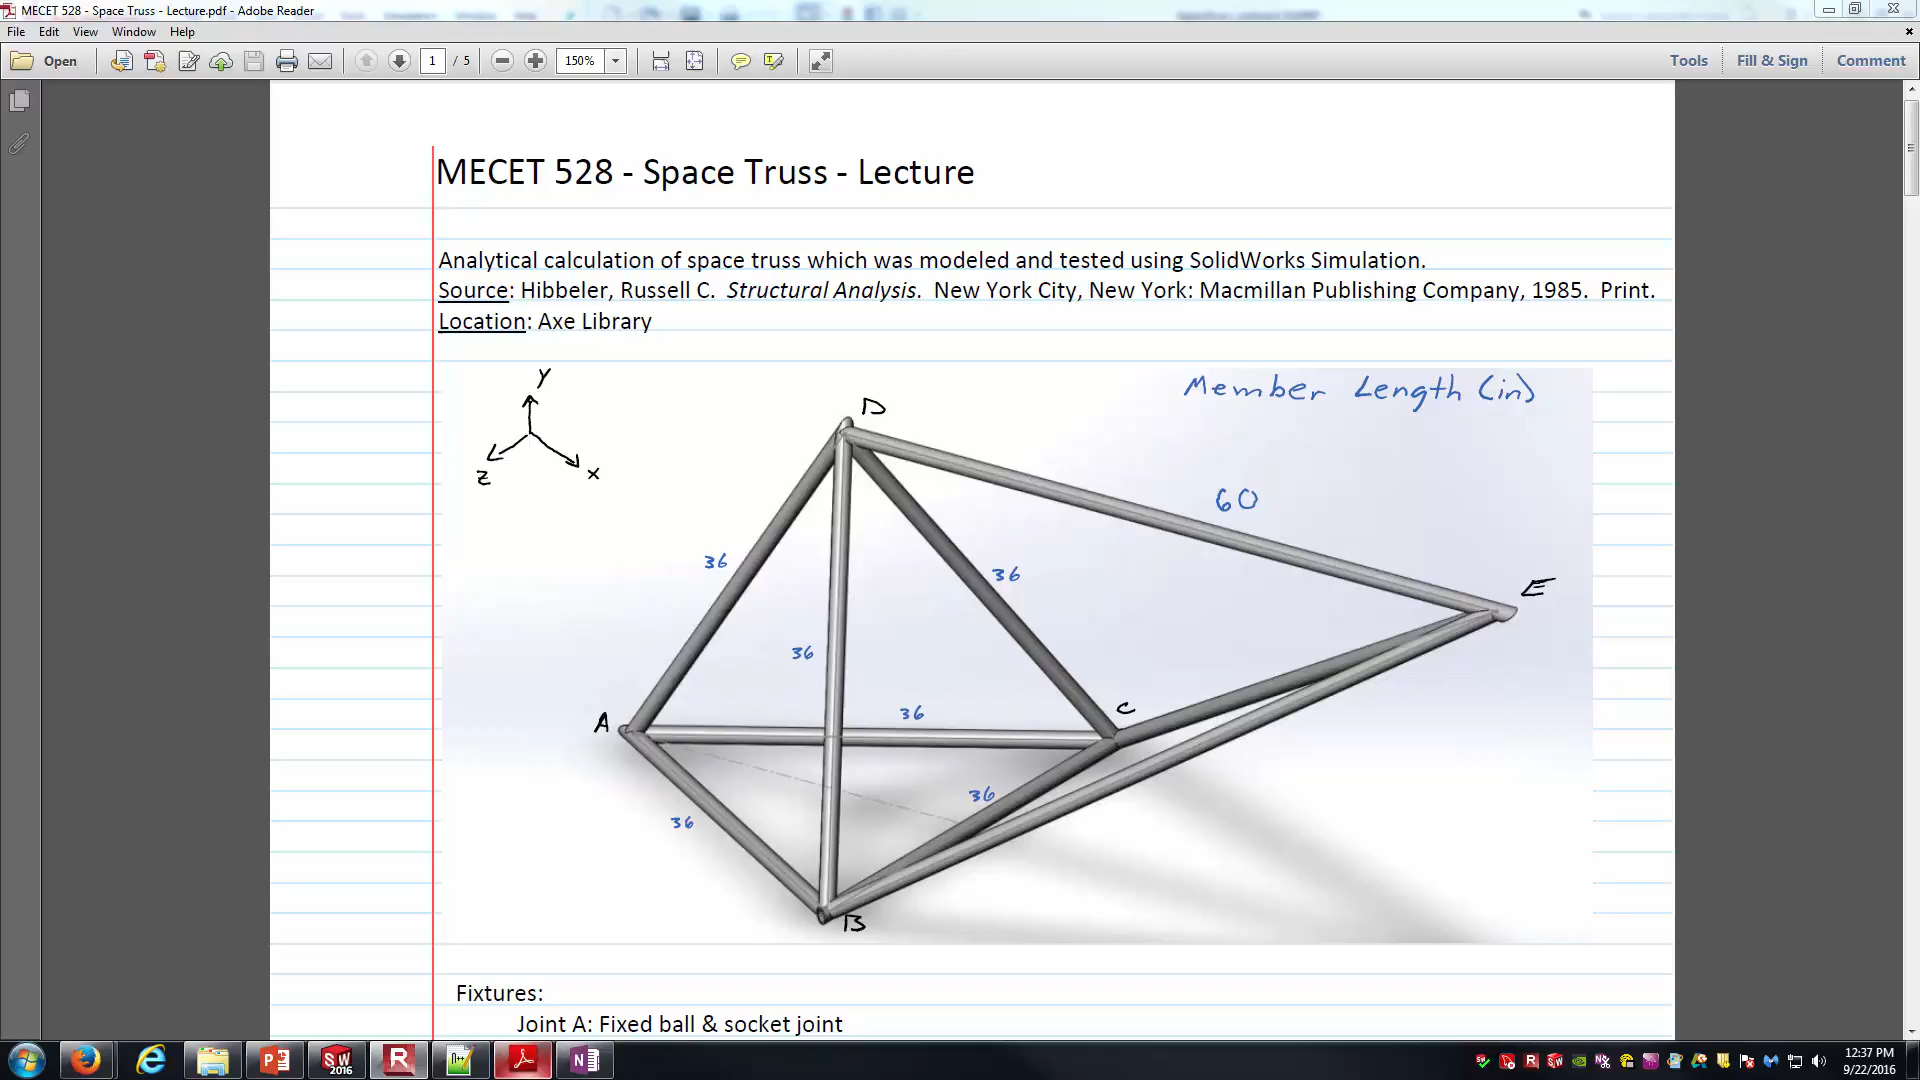 MECET 528 - Space Truss - Lecture.pdf - Adobe Reader
File Edit View Window Help
Open 1 / 5 150% Tools Fill & Sign Comment
MECET 528 - Space Truss - Lecture
Analytical calculation of space truss which was modeled and tested using SolidWorks Simulation.
Source: Hibbeler, Russell C. Structural Analysis. New York City, New York: Macmillan Publishing Company, 1985. Print.
Location: Axe Library
Y
Z
X
Member Length (in)
D
60
36
36
E
36
36
C
A
36
36
B
Fixtures:
Joint A: Fixed ball & socket joint
12:37 PM
9/22/2016